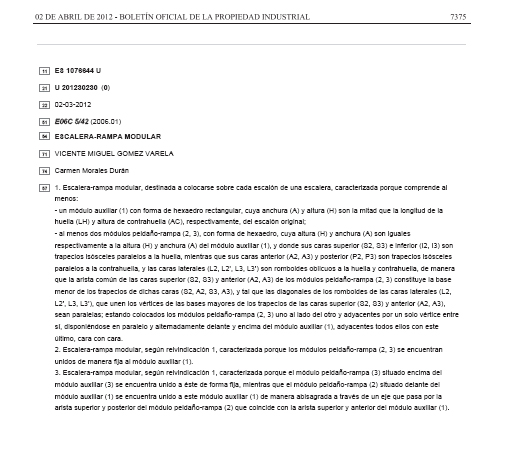 02 DE ABRIL DE 2012 - BOLETÍN OFICIAL DE LA PROPIEDAD INDUSTRIAL 7375
11 ES 1076644 U
21 U 201230230 (0)
22 02-03-2012
51 E06C 5/42 (2006.01)
54 ESCALERA-RAMPA MODULAR
71 VICENTE MIGUEL GOMEZ VARELA
74 Carmen Morales Durán
57 1. Escalera-rampa modular, destinada a colocarse sobre cada escalón de una escalera, caracterizada porque comprende al
menos:
- un módulo auxiliar (1) con forma de hexaedro rectangular, cuya anchura (A) y altura (H) son la mitad que la longitud de la
huella (LH) y altura de contrahuella (AC), respectivamente, del escalón original;
- al menos dos módulos peldaño-rampa (2, 3), con forma de hexaedro, cuya altura (H) y anchura (A) son iguales
respectivamente a la altura (H) y anchura (A) del módulo auxiliar (1), y donde sus caras superior (S2, S3) e inferior (I2, I3) son
trapecios isósceles paralelos a la huella, mientras que sus caras anterior (A2, A3) y posterior (P2, P3) son trapecios isósceles
paralelos a la contrahuella, y las caras laterales (L2, L2', L3, L3') son romboides oblicuos a la huella y contrahuella, de manera
que la arista común de las caras superior (S2, S3) y anterior (A2, A3) de los módulos peldaño-rampa (2, 3) constituye la base
menor de los trapecios de dichas caras (S2, A2, S3, A3), y tal que las diagonales de los romboides de las caras laterales (L2,
L2', L3, L3'), que unen los vértices de las bases mayores de los trapecios de las caras superior (S2, S3) y anterior (A2, A3),
sean paralelas; estando colocados los módulos peldaño-rampa (2, 3) uno al lado del otro y adyacentes por un solo vértice entre
sí, disponiéndose en paralelo y alternadamente delante y encima del módulo auxiliar (1), adyacentes todos ellos con este
último, cara con cara.
2. Escalera-rampa modular, según reivindicación 1, caracterizada porque los módulos peldaño-rampa (2, 3) se encuentran
unidos de manera fija al módulo auxiliar (1).
3. Escalera-rampa modular, según reivindicación 1, caracterizada porque el módulo peldaño-rampa (3) situado encima del
módulo auxiliar (3) se encuentra unido a éste de forma fija, mientras que el módulo peldaño-rampa (2) situado delante del
módulo auxiliar (1) se encuentra unido a este módulo auxiliar (1) de manera abisagrada a través de un eje que pasa por la
arista superior y posterior del módulo peldaño-rampa (2) que coincide con la arista superior y anterior del módulo auxiliar (1).